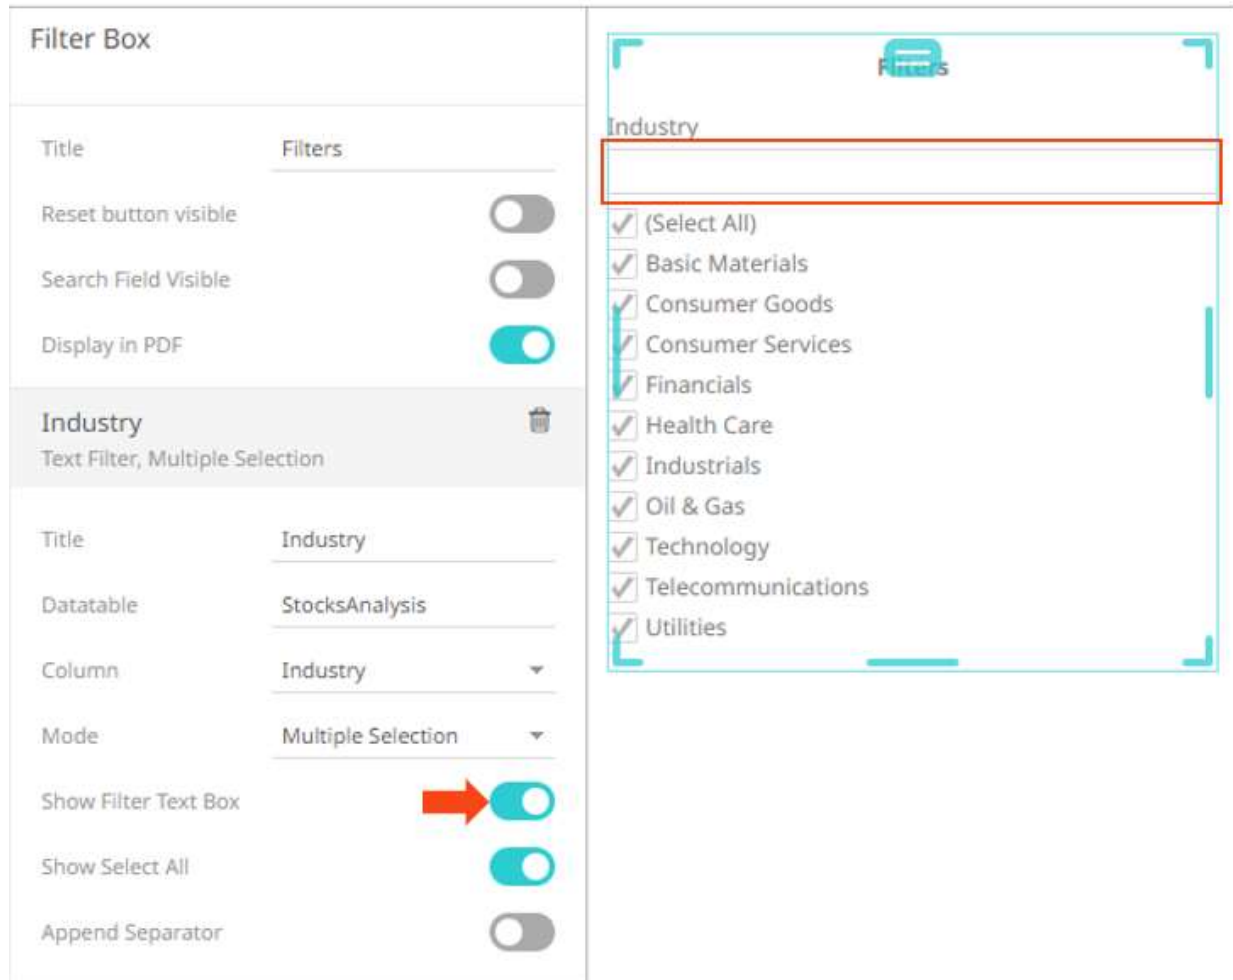 Filter Box
Title Filters
Reset button visible
Search Field Visible
Display in PDF
Industry
Text Filter, Multiple Selection
Title Industry
Datatable StocksAnalysis
Column Industry
Mode Multiple Selection
Show Filter Text Box
Show Select All
Append Separator
Filters
Industry
(Select All)
Basic Materials
Consumer Goods
Consumer Services
Financials
Health Care
Industrials
Oil & Gas
Technology
Telecommunications
Utilities